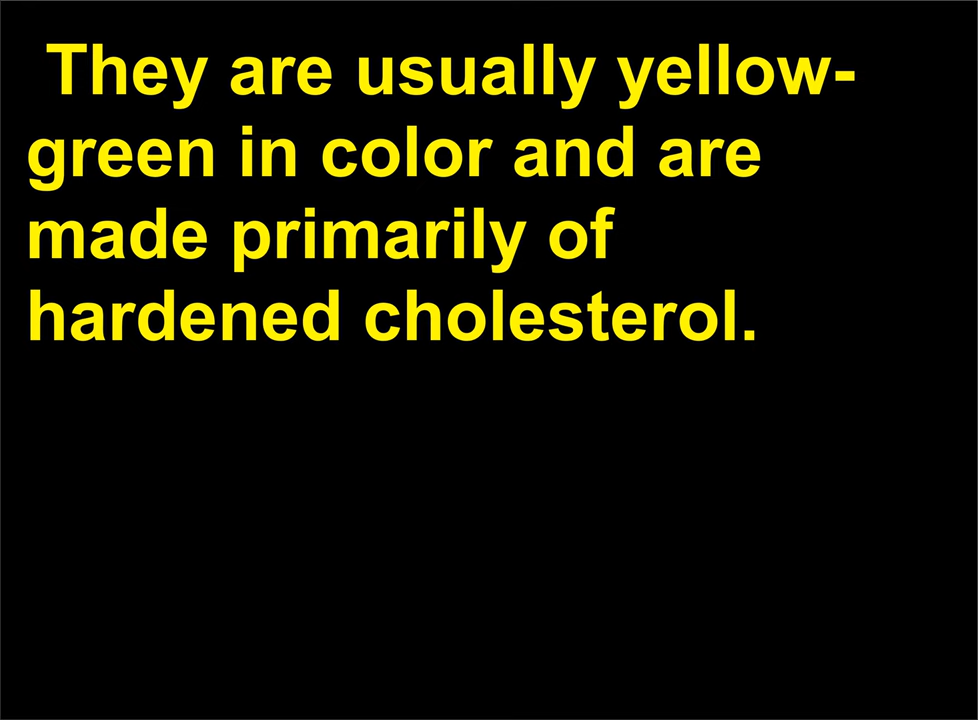 They are usually yellow-
green in color and are
made primarily of
hardened cholesterol.